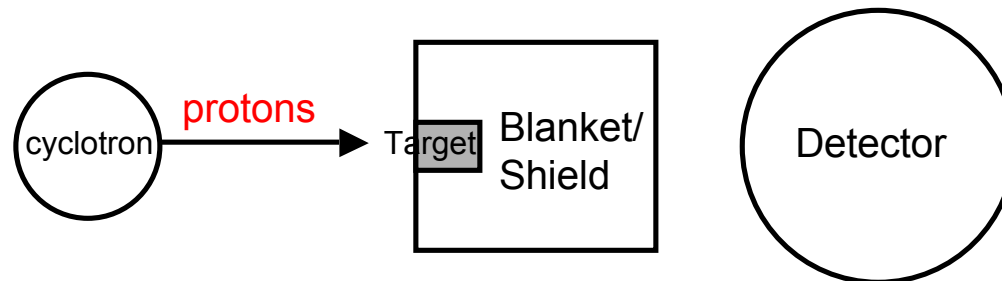 cyclotron
protons
Target
Blanket/
Shield
Detector